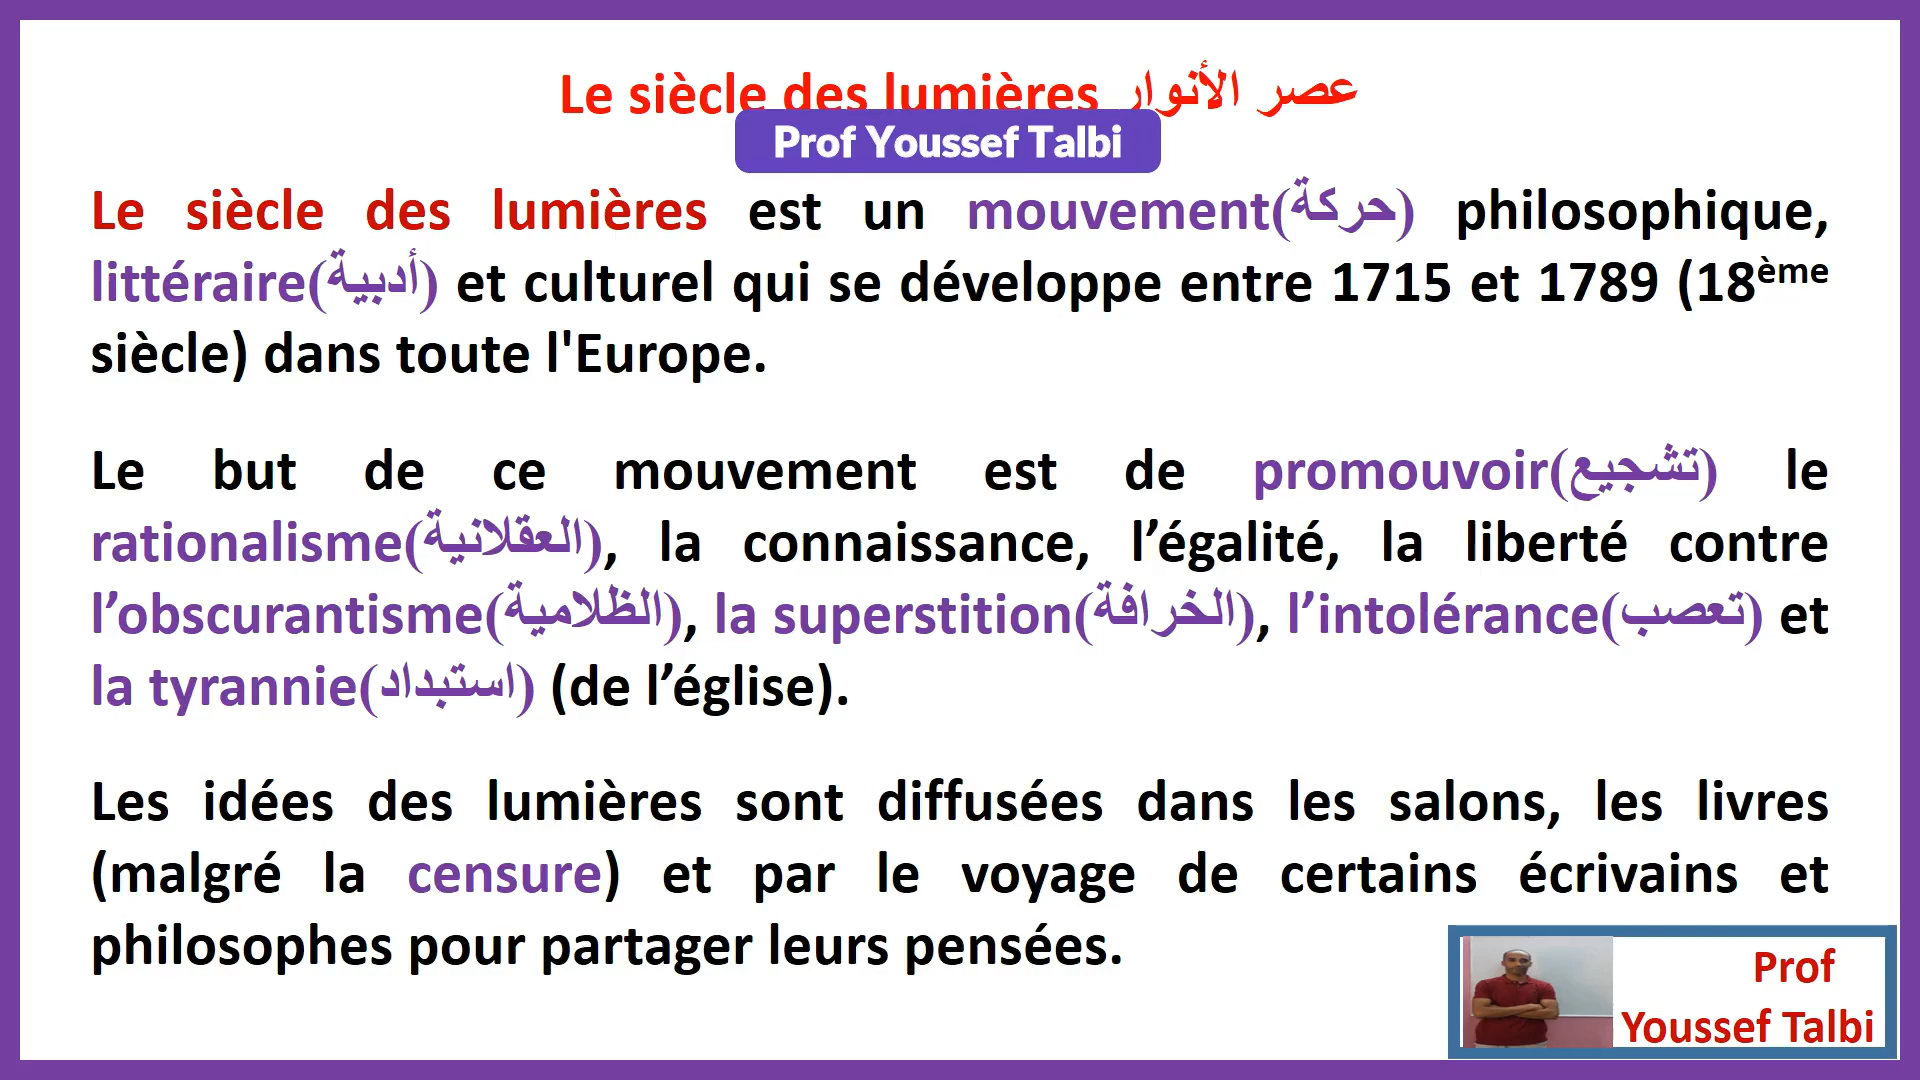 Le siècle des lumières عصر الأنوار
Prof Youssef Talbi
Le siècle des lumières est un mouvement(حركة) philosophique,
littéraire(أدبية) et culturel qui se développe entre 1715 et 1789 (18ème
siècle) dans toute l'Europe.
Le but de ce mouvement est de promouvoir(تشجيع) le
rationalisme(العقلانية), la connaissance, l’égalité, la liberté contre
l’obscurantisme(الظلامية), la superstition(الخرافة), l’intolérance(تعصب) et
la tyrannie(استبداد) (de l’église).
Les idées des lumières sont diffusées dans les salons, les livres
(malgré la censure) et par le voyage de certains écrivains et
philosophes pour partager leurs pensées.
Prof
Youssef Talbi